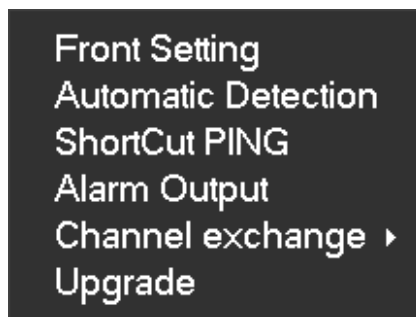 Front Setting
Automatic Detection
ShortCut PING
Alarm Output
Channel exchange
Upgrade